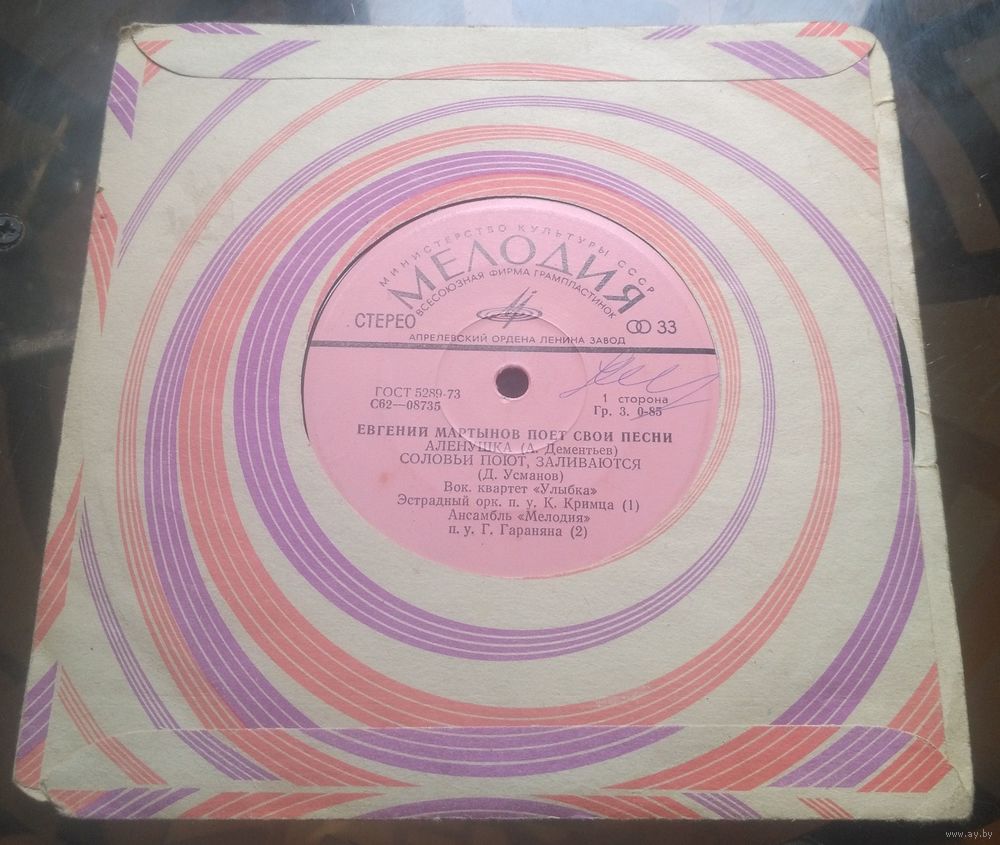 МИНИСТЕРСТВО КУЛЬТУРЫ СССР
МЕЛОДИЯ
ВСЕСОЮЗНАЯ ФИРМА ГРАМПЛАСТИНОК
СТЕРЕО
33
АПРЕЛЕВСКИЙ ОРДЕНА ЛЕНИНА ЗАВОД
ГОСТ 5289-73
С62—08735
1 сторона
Гр. 3. 0-85
ЕВГЕНИЙ МАРТЫНОВ ПОЕТ СВОИ ПЕСНИ
АЛЕНУШКА (А. Дементьев)
СОЛОВЬИ ПОЮТ, ЗАЛИВАЮТСЯ
(Д. Усманов)
Вок. квартет «Улыбка»
Эстрадный орк. п. у. К. Кримца (1)
Ансамбль «Мелодия»
п. у. Г. Гараняна (2)
www.ay.by